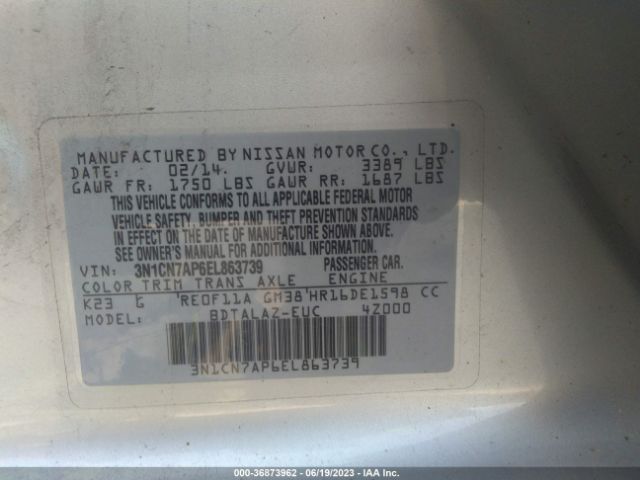 MANUFACTURED BY NISSAN MOTOR CO., LTD.
DATE: 02/14. GVWR: 3389 LBS
GAWR FR: 1750 LBS GAWR RR: 1687 LBS
THIS VEHICLE CONFORMS TO ALL APPLICABLE FEDERAL MOTOR
VEHICLE SAFETY, BUMPER AND THEFT PREVENTION STANDARDS
IN EFFECT ON THE DATE OF MANUFACTURE SHOWN ABOVE.
SEE OWNER'S MANUAL FOR ADDITIONAL INFORMATION.
VIN: 3N1CN7AP6EL863739 PASSENGER CAR.
COLOR TRIM TRANS AXLE ENGINE
K23 G 'RE0F11A GM38'HR16DE1598 CC
MODEL: BDTALAZ-EUC 4Z000
3N1CN7AP6EL863739
000-36873962 - 06/19/2023 - IAA Inc.